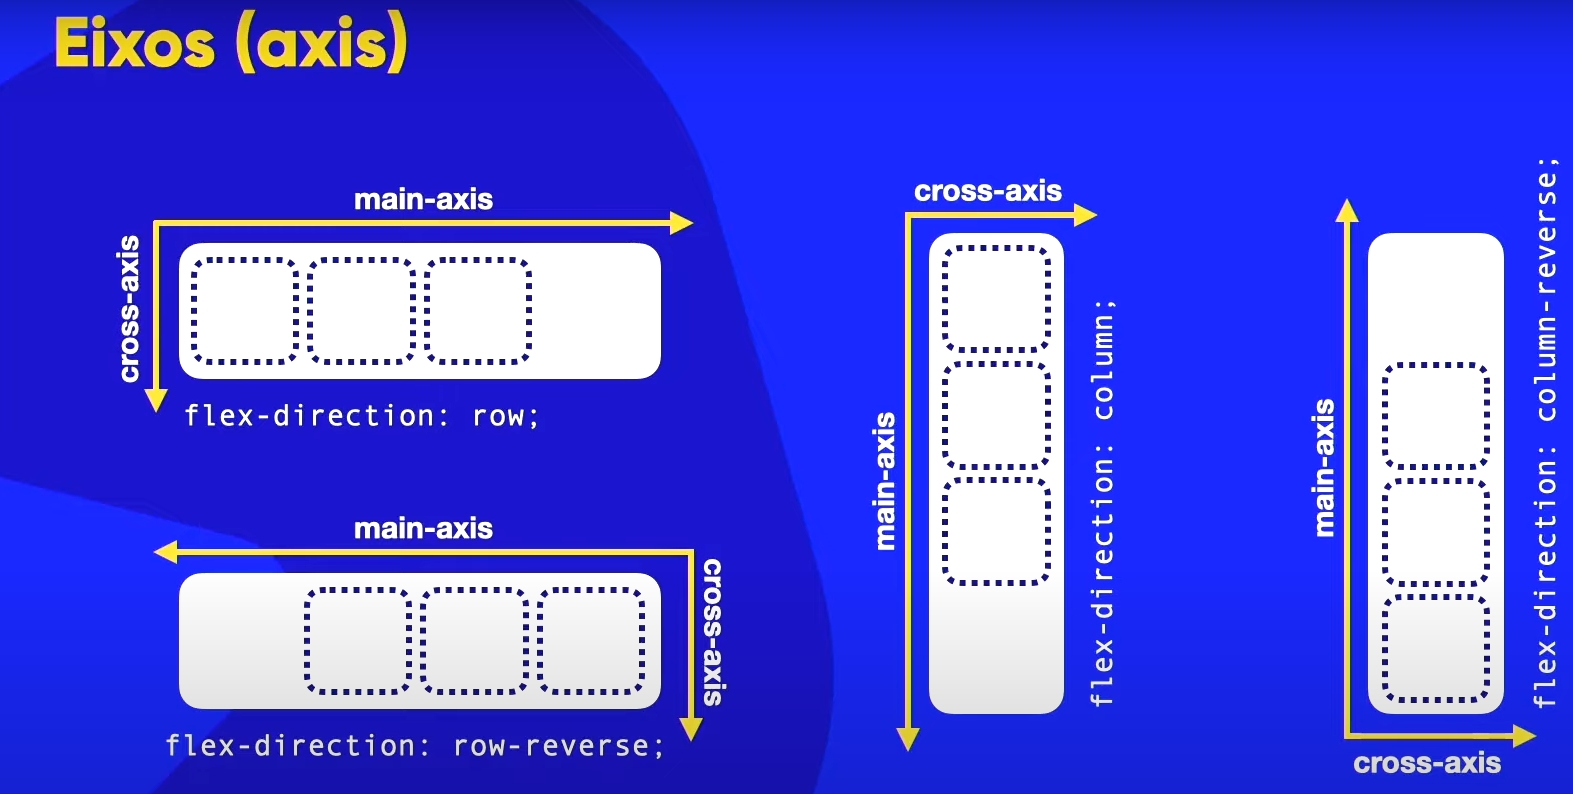 Eixos (axis)
main-axis
cross-axis
flex-direction: row;
main-axis
cross-axis
flex-direction: row-reverse;
cross-axis
main-axis
flex-direction: column;
main-axis
cross-axis
flex-direction: column-reverse;